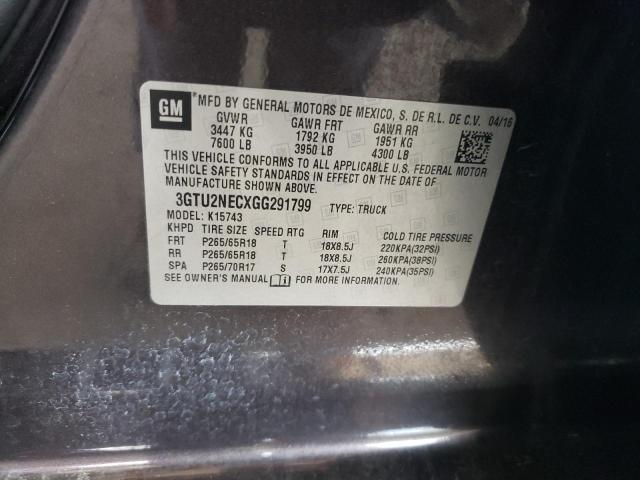 GM
*MFD BY GENERAL MOTORS DE MEXICO, S. DE R.L. DE C.V. 04/16
GVWR GAWR FRT GAWR RR
3447 KG 1792 KG 1951 KG
7600 LB 3950 LB 4300 LB
THIS VEHICLE CONFORMS TO ALL APPLICABLE U.S. FEDERAL MOTOR
VEHICLE SAFETY STANDARDS IN EFFECT ON THE DATE OF
MANUFACTURE SHOWN ABOVE.
3GTU2NECXGG291799 TYPE: TRUCK
MODEL: K15743
KHPD TIRE SIZE SPEED RTG RIM COLD TIRE PRESSURE
FRT P265/65R18 T 18X8.5J 220KPA(32PSI)
RR P265/65R18 T 18X8.5J 260KPA(38PSI)
SPA P265/70R17 S 17X7.5J 240KPA(35PSI)
SEE OWNER'S MANUAL FOR MORE INFORMATION.